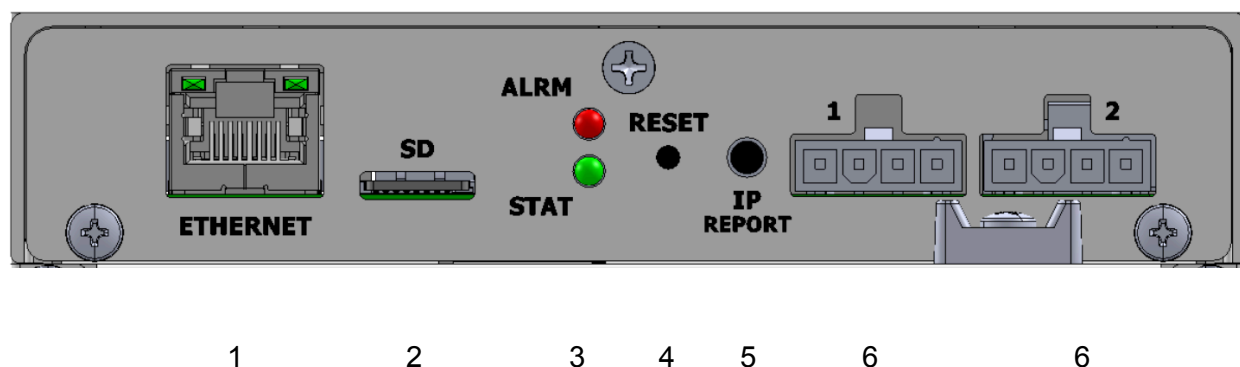 ALRM
1
2
RESET
SD
STAT
IP
REPORT
ETHERNET
1 2 3 4 5 6 6